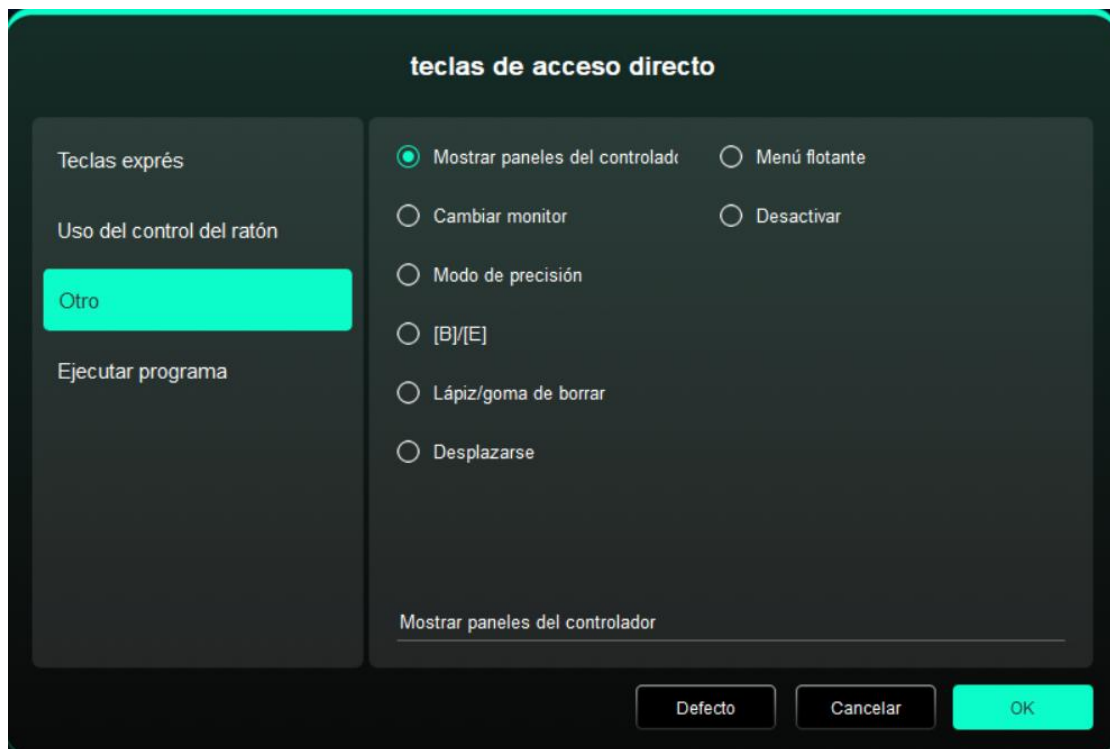 teclas de acceso directo
Teclas exprés
Uso del control del ratón
Otro
Ejecutar programa
Mostrar paneles del controlado
Menú flotante
Cambiar monitor
Desactivar
Modo de precisión
[B]/[E]
Lápiz/goma de borrar
Desplazarse
Mostrar paneles del controlador
Defecto
Cancelar
OK